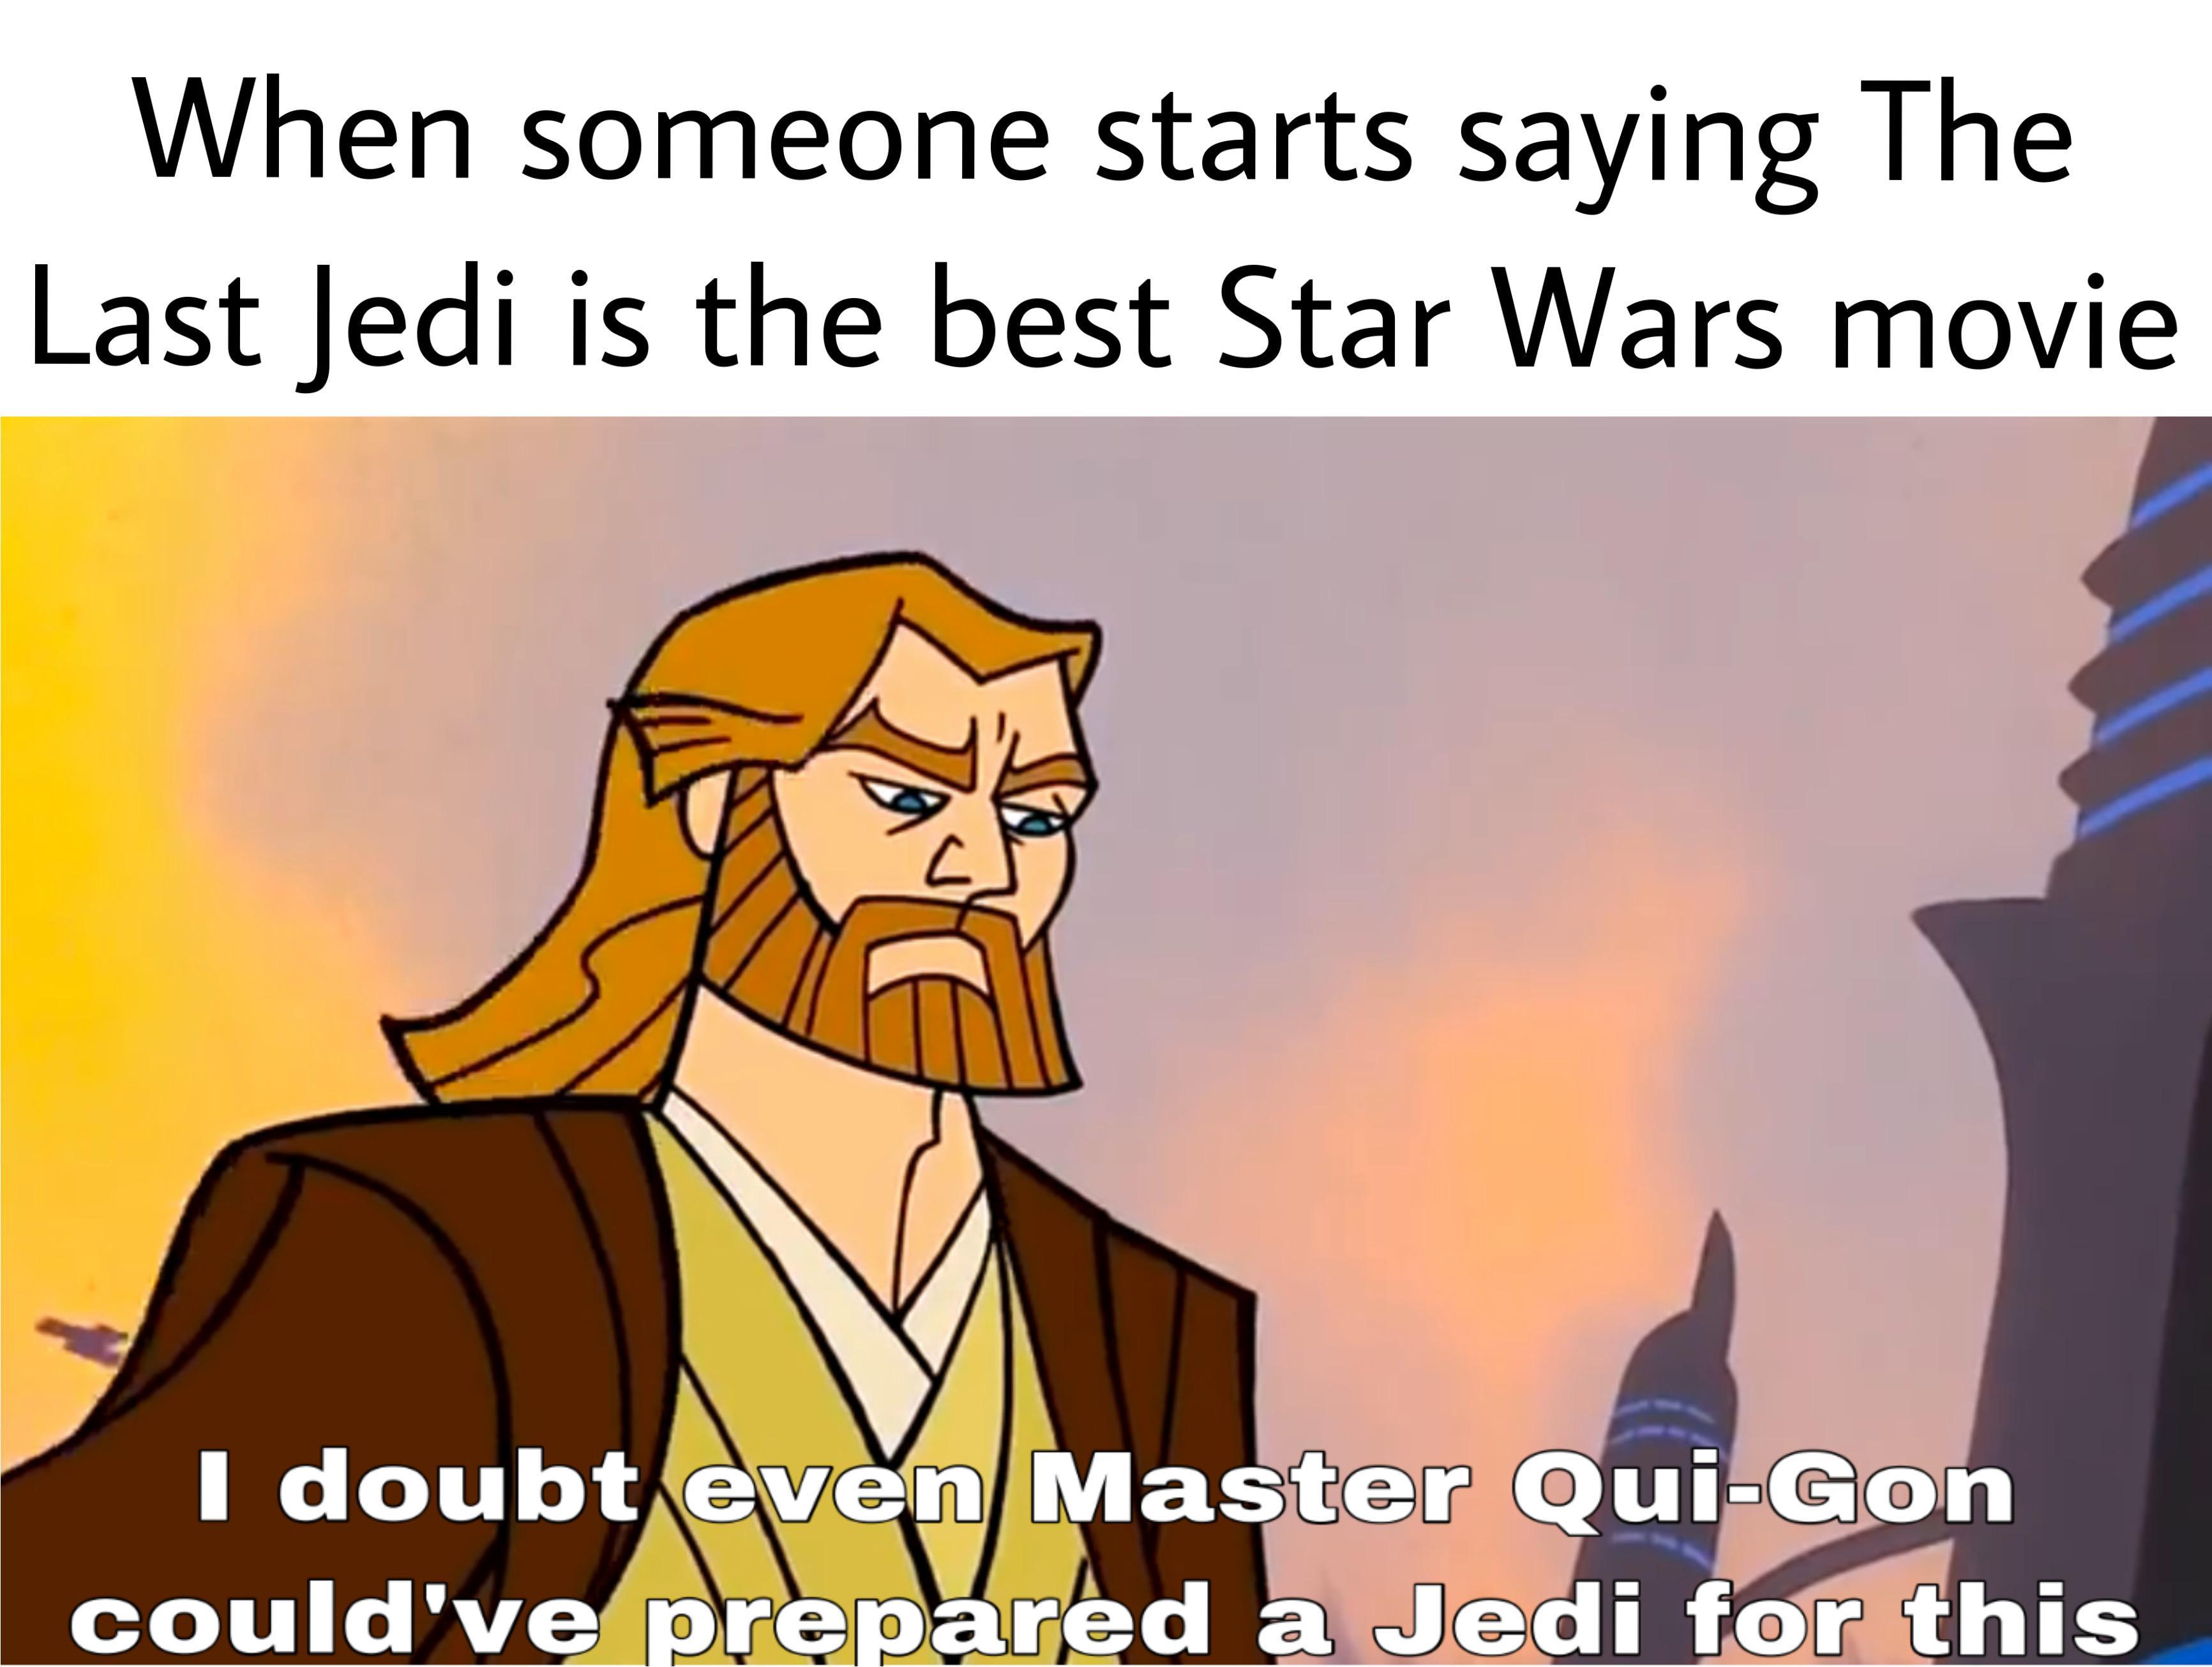 When someone starts saying The
Last Jedi is the best Star Wars movie
I doubt even Master Qui-Gon
could've prepared a Jedi for this